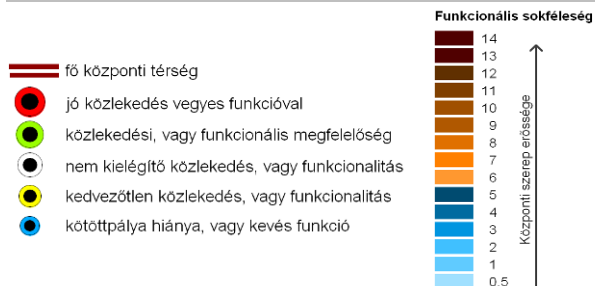 Funkcionális sokféleség
fő központi térség
jó közlekedés vegyes funkcióval
közlekedési, vagy funkcionális megfelelőség
nem kielégítő közlekedés, vagy funkcionalitás
kedvezőtlen közlekedés, vagy funkcionalitás
kötöttpálya hiánya, vagy kevés funkció
14
13
12
11
10
9
8
7
6
5
4
3
2
1
0,5
Központi szerep erőssége